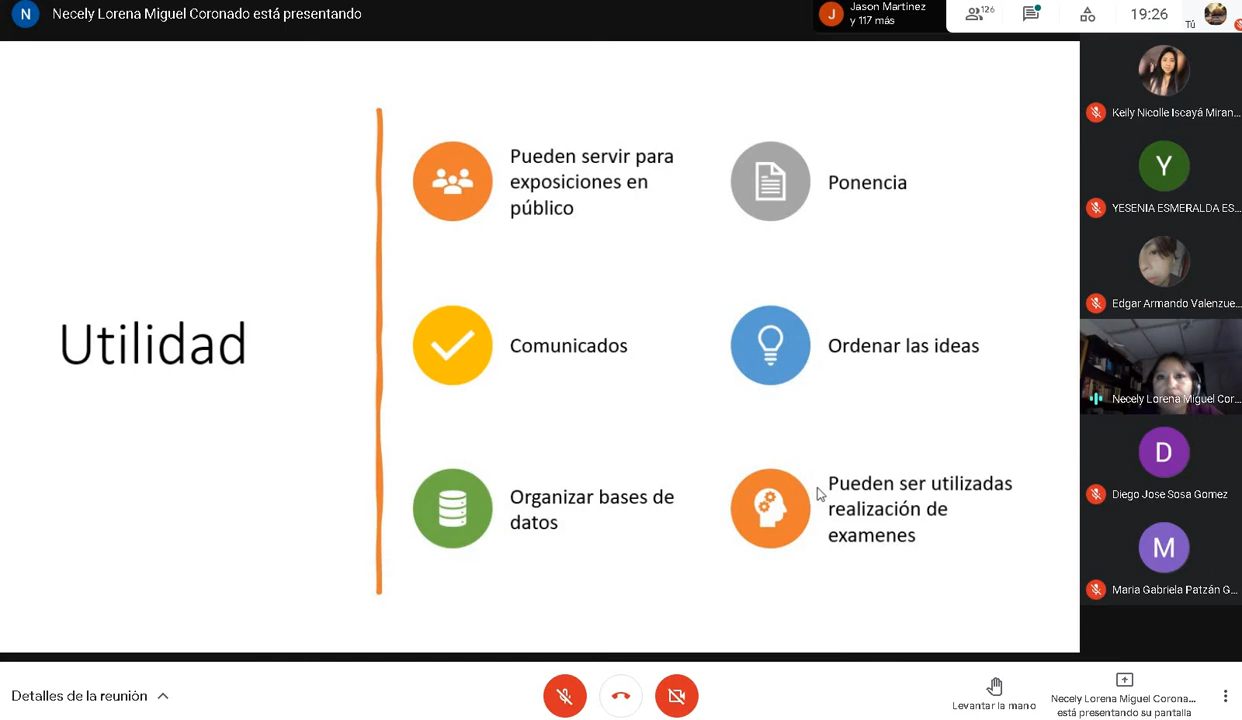 N
Necely Lorena Miguel Coronado está presentando
J
Jason Martinez
y 117 más
126
19:26
Tú
Utilidad
Pueden servir para
exposiciones en
público
Ponencia
Comunicados
Ordenar las ideas
Organizar bases de
datos
Pueden ser utilizadas
realización de
examenes
Keily Nicolle Iscayá Miran...
Y
YESENIA ESMERALDA ES...
Edgar Armando Valenzue...
Necely Lorena Miguel Cor...
D
Diego Jose Sosa Gomez
M
Maria Gabriela Patzán G...
Detalles de la reunión
Levantar la mano
Necely Lorena Miguel Corona...
está presentando su pantalla